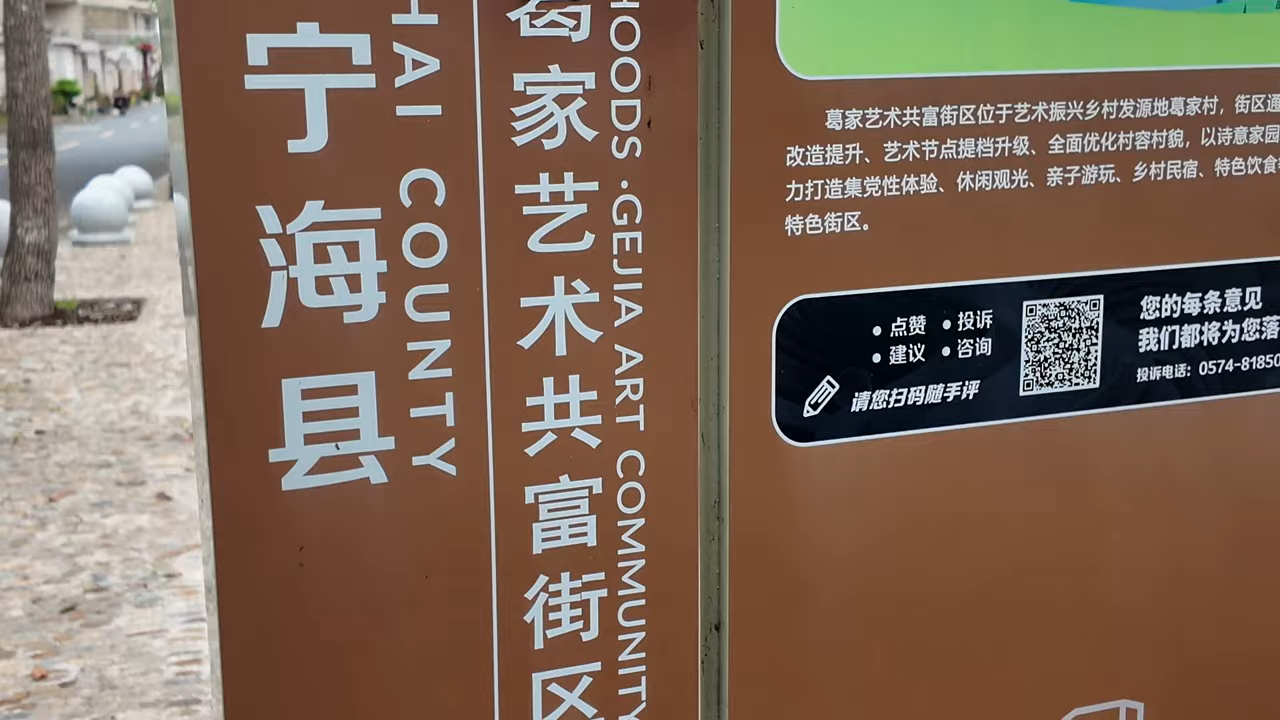 宁海县
HAI COUNTY
葛家艺术共富街区
HOODS·GEJIA ART COMMUNITY
葛家艺术共富街区位于艺术振兴乡村发源地葛家村，街区通
改造提升、艺术节点提档升级、全面优化村容村貌，以诗意家园
力打造集党性体验、休闲观光、亲子游玩、乡村民宿、特色饮食
特色街区。
●点赞 ●投诉
●建议 ●咨询
请您扫码随手评
您的每条意见
我们都将为您落
投诉电话：0574-8185